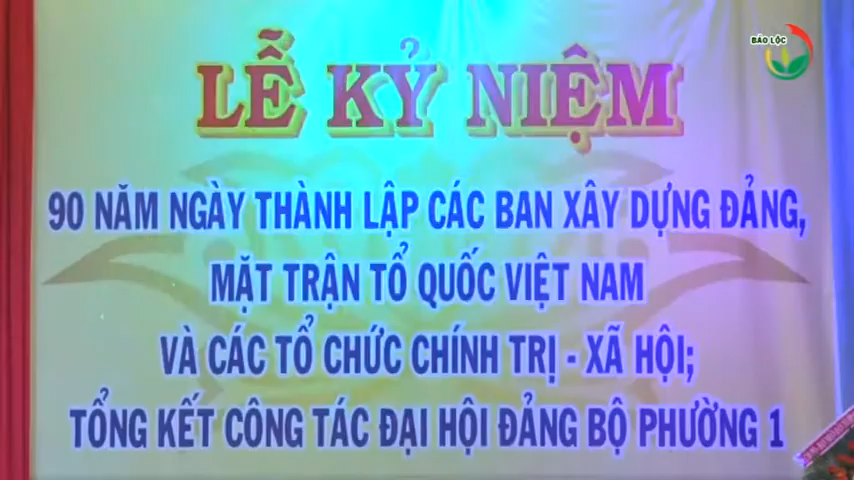 BẢO LỘC
LỄ KỶ NIỆM
90 NĂM NGÀY THÀNH LẬP CÁC BAN XÂY DỰNG ĐẢNG,
MẶT TRẬN TỔ QUỐC VIỆT NAM
VÀ CÁC TỔ CHỨC CHÍNH TRỊ - XÃ HỘI;
TỔNG KẾT CÔNG TÁC ĐẠI HỘI ĐẢNG BỘ PHƯỜNG 1